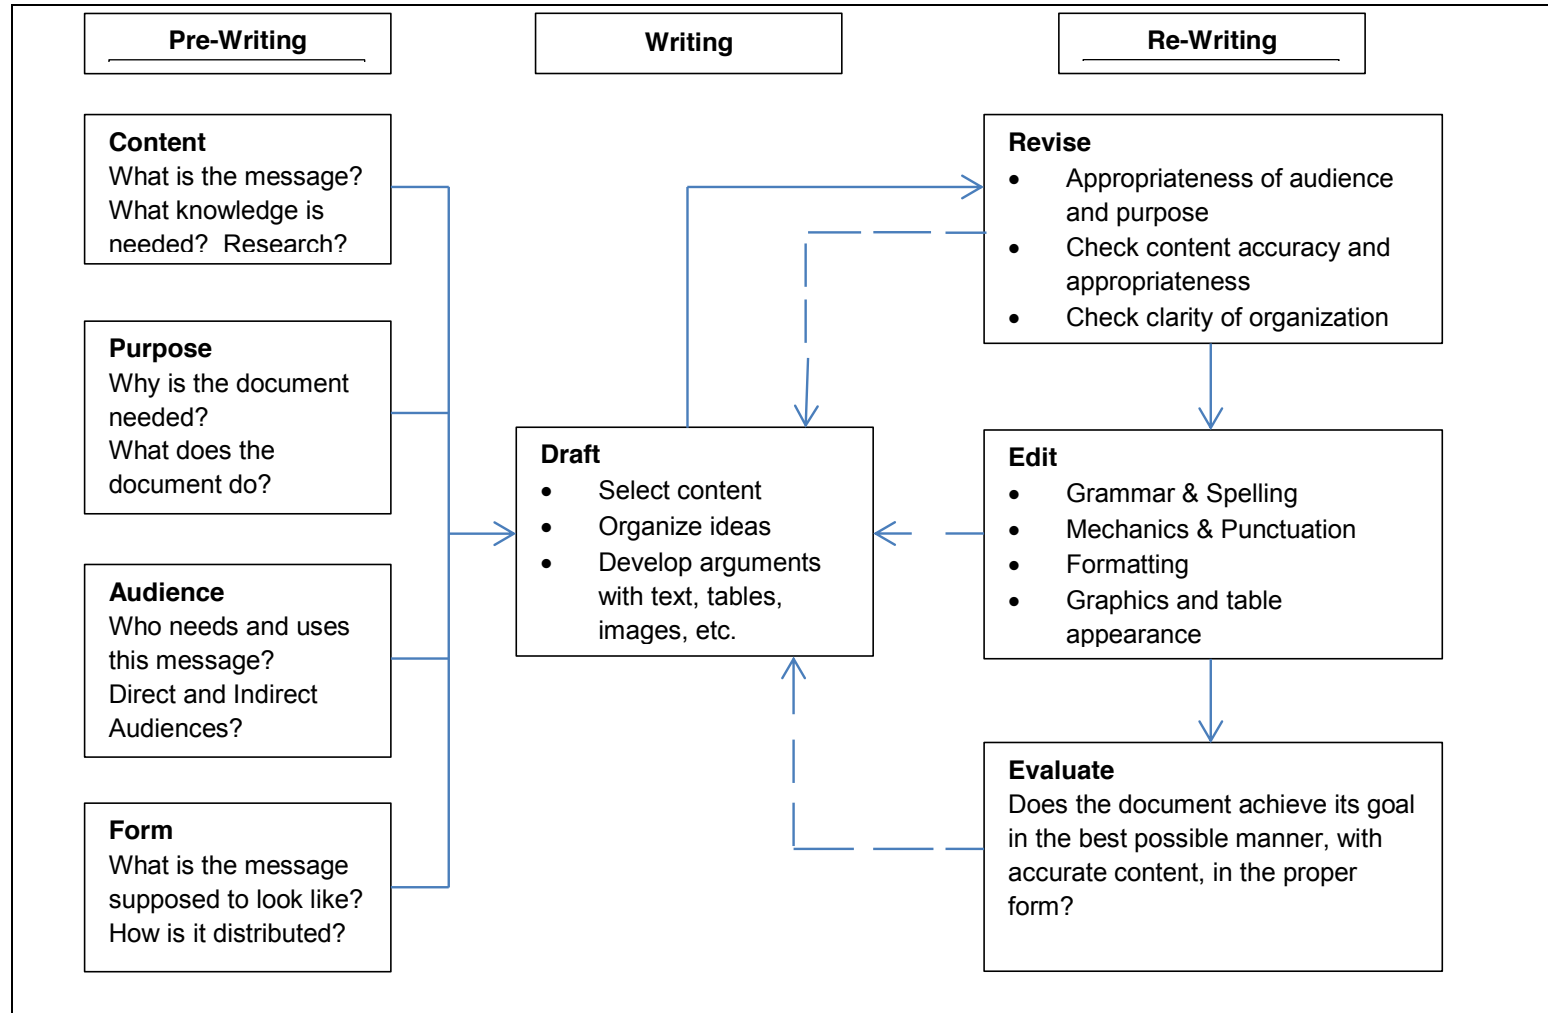 Pre-Writing
Writing
Re-Writing
Content
What is the message?
What knowledge is
needed?  Research?
Purpose
Why is the document
needed?
What does the
document do?
Audience
Who needs and uses
this message?
Direct and Indirect
Audiences?
Form
What is the message
supposed to look like?
How is it distributed?
Draft
• Select content
• Organize ideas
• Develop arguments
with text, tables,
images, etc.
Revise
• Appropriateness of audience
and purpose
• Check content accuracy and
appropriateness
• Check clarity of organization
Edit
• Grammar & Spelling
• Mechanics & Punctuation
• Formatting
• Graphics and table
appearance
Evaluate
Does the document achieve its goal
in the best possible manner, with
accurate content, in the proper
form?